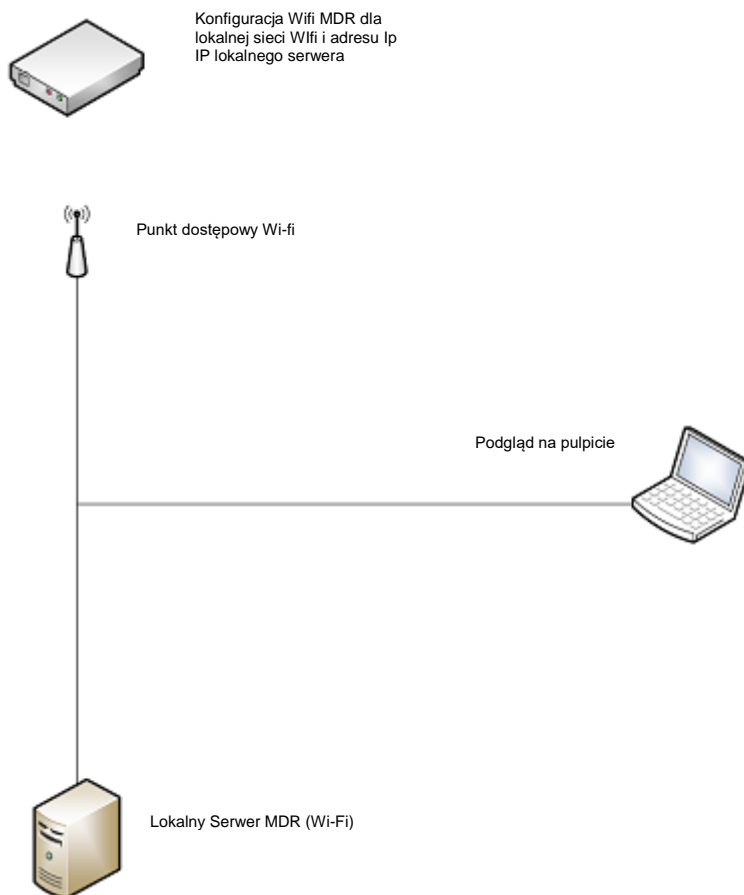 Konfiguracja Wifi MDR dla
lokalnej sieci WIfi i adresu Ip
IP lokalnego serwera
Punkt dostępowy Wi-fi
Podgląd na pulpicie
Lokalny Serwer MDR (Wi-Fi)